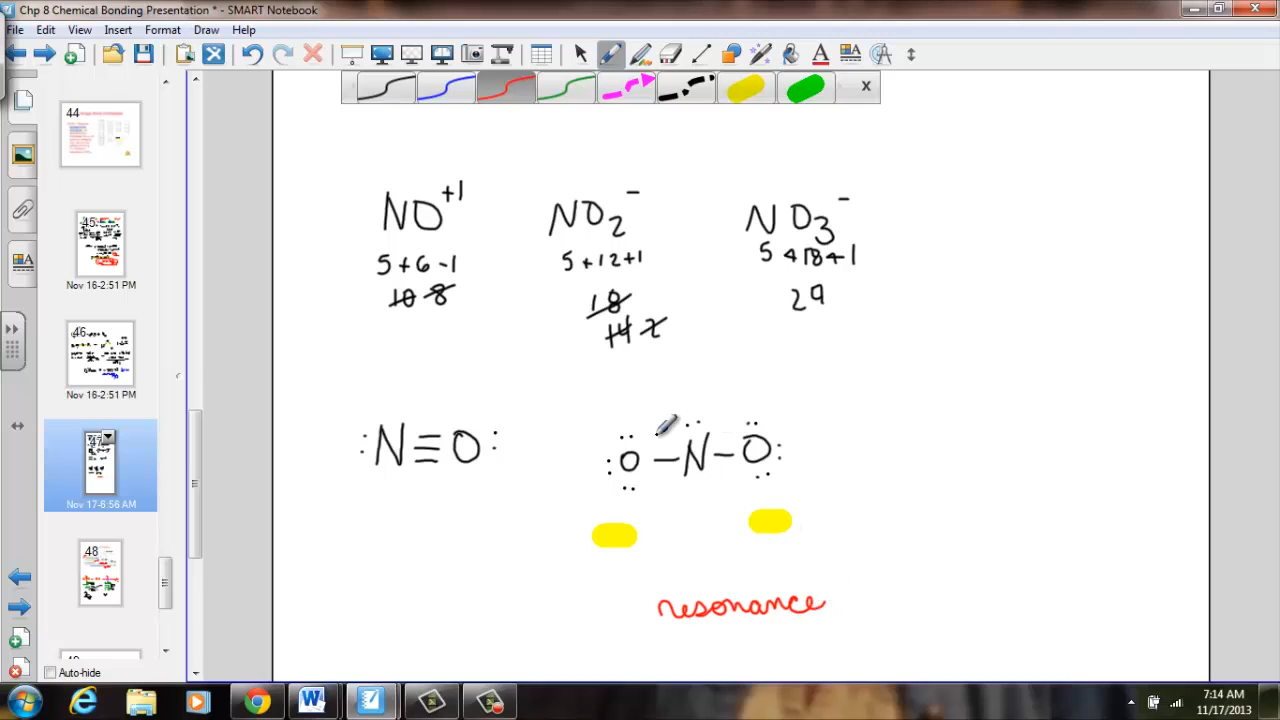 Chp 8 Chemical Bonding Presentation * - SMART Notebook
File Edit View Insert Format Draw Help
x
44
45
Nov 16-2:51 PM
46
Nov 16-2:51 PM
Nov 17-6:56 AM
48
Auto-hide
NO+1 NO2- NO3-
5+6-1 5+12+1 5+18+1
10 8 18 29
14 2
:N≡O: :O-N-O:
resonance
7:14 AM
11/17/2013